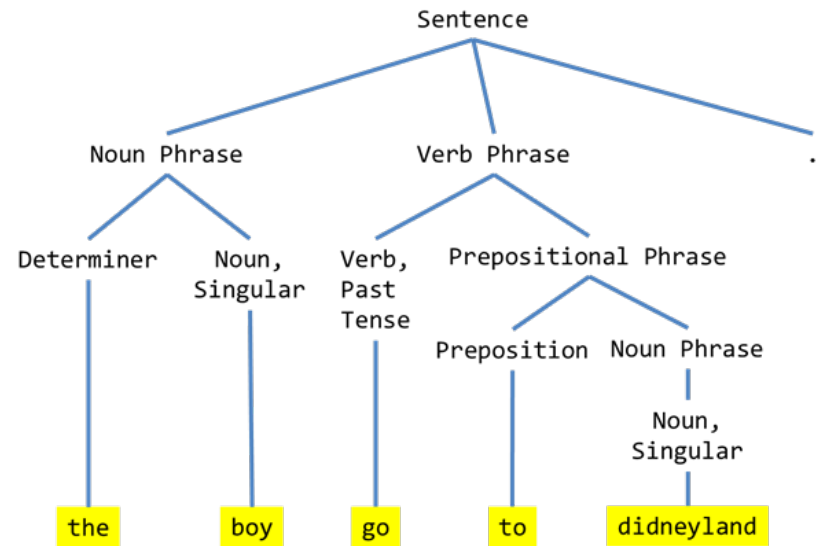 Sentence
Noun Phrase
Verb Phrase
.
Determiner
Noun,
Singular
Verb,
Past
Tense
Prepositional Phrase
Preposition
Noun Phrase
Noun,
Singular
the
boy
go
to
didneyland